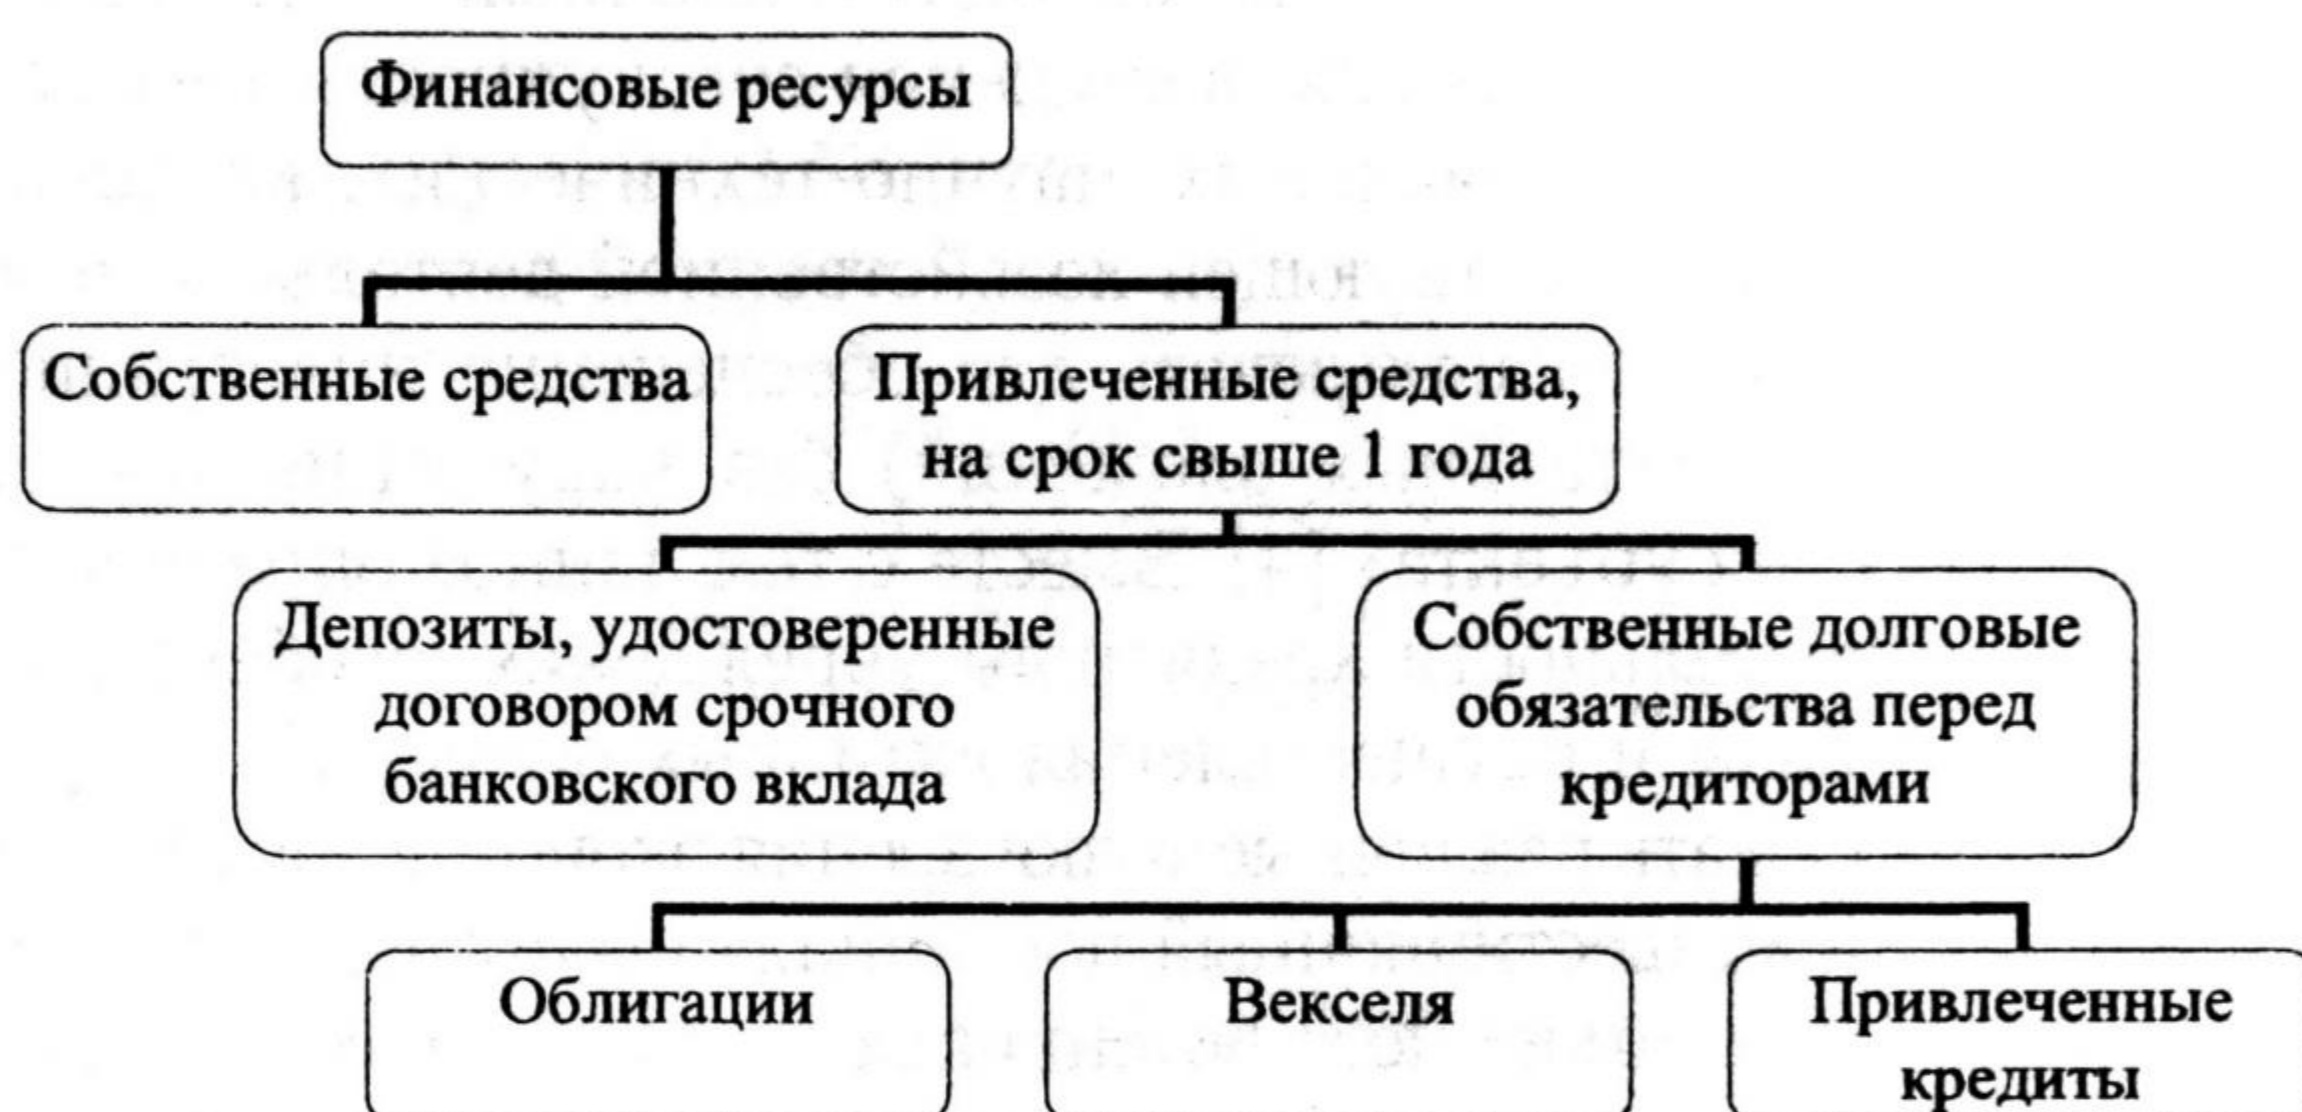 Финансовые ресурсы
Собственные средства
Привлеченные средства,
на срок свыше 1 года
Депозиты, удостоверенные
договором срочного
банковского вклада
Собственные долговые
обязательства перед
кредиторами
Облигации
Векселя
Привлеченные
кредиты